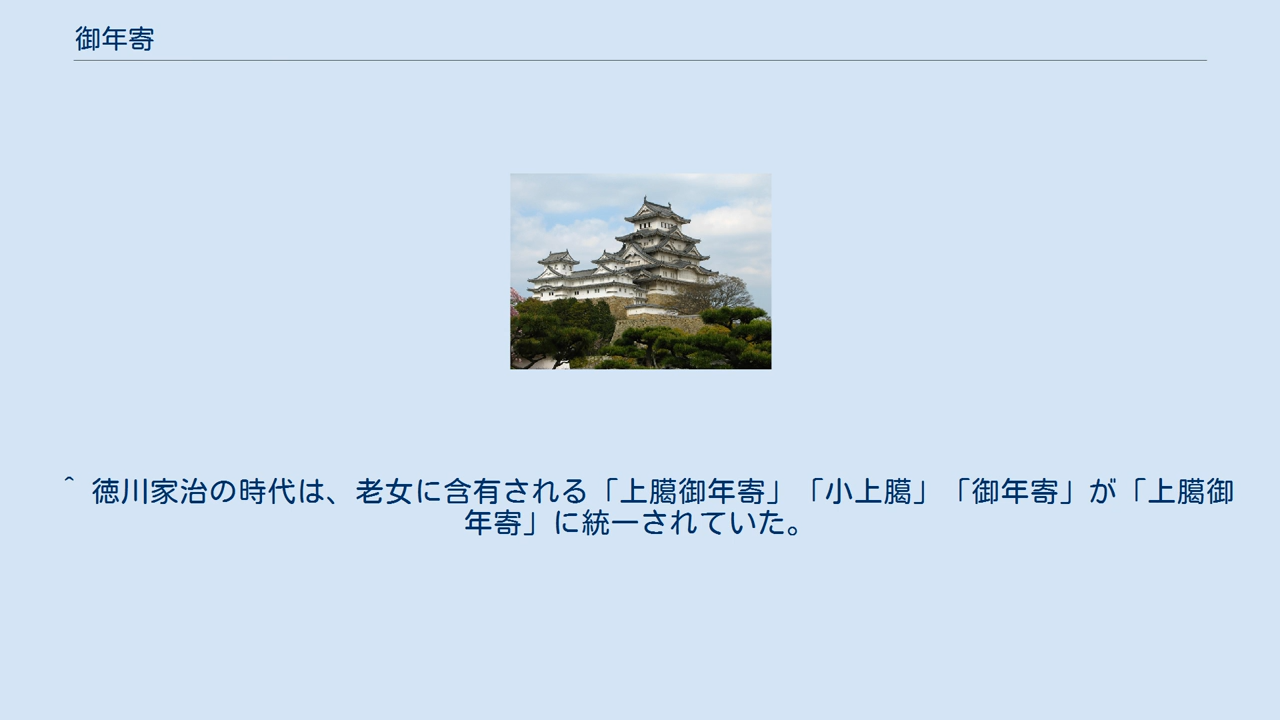 御年寄
^ 徳川家治の時代は、老女に含有される「上臈御年寄」「小上臈」「御年寄」が「上臈御
年寄」に統一されていた。